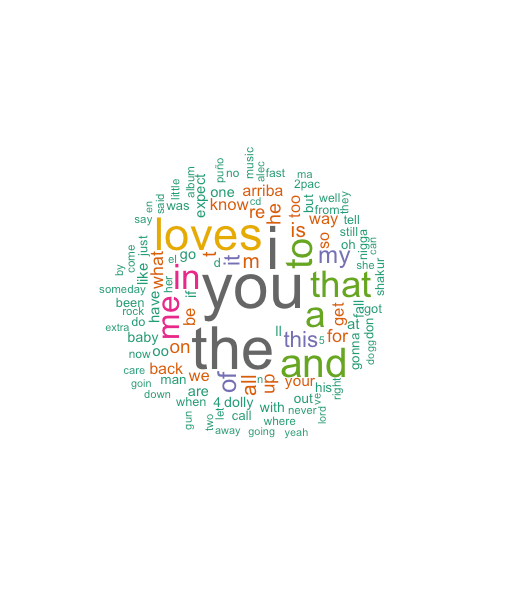 music
puño
no
alec
fast
ma
album
little
expect
one
arriba
2pac
en
said
was
know
cd
re
he
too
but
from
well
they
say
loves
i
is
way
tell
so
still
come
just
what
t
it
m
to
my
oh
nigga
she
can
by
like
el
go
d
you
that
shakur
someday
have
her
if
in
me
been
rock
do
be
a
get
fall
got
extra
baby
the
ll
this
5
for
at
don
now
oo
on
and
gonna
dogg
care
back
we
of
all
n
up
your
his
right
goin
man
are
down
when
4
dolly
with
out
never
ve
lord
gun
two
let
call
where
away
going
yeah